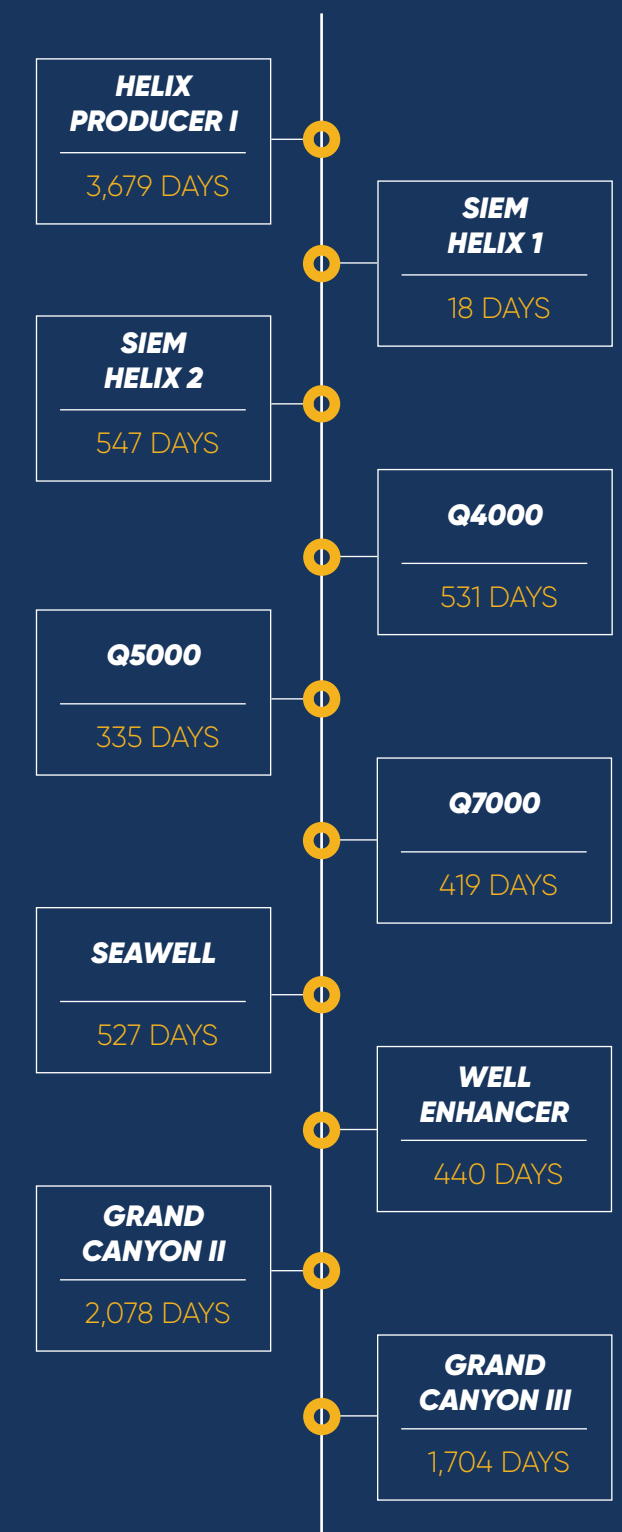 HELIX
PRODUCER I
3,679 DAYS
SIEM
HELIX 1
18 DAYS
SIEM
HELIX 2
547 DAYS
Q4000
531 DAYS
Q5000
335 DAYS
Q7000
419 DAYS
SEAWELL
527 DAYS
WELL
ENHANCER
440 DAYS
GRAND
CANYON II
2,078 DAYS
GRAND
CANYON III
1,704 DAYS